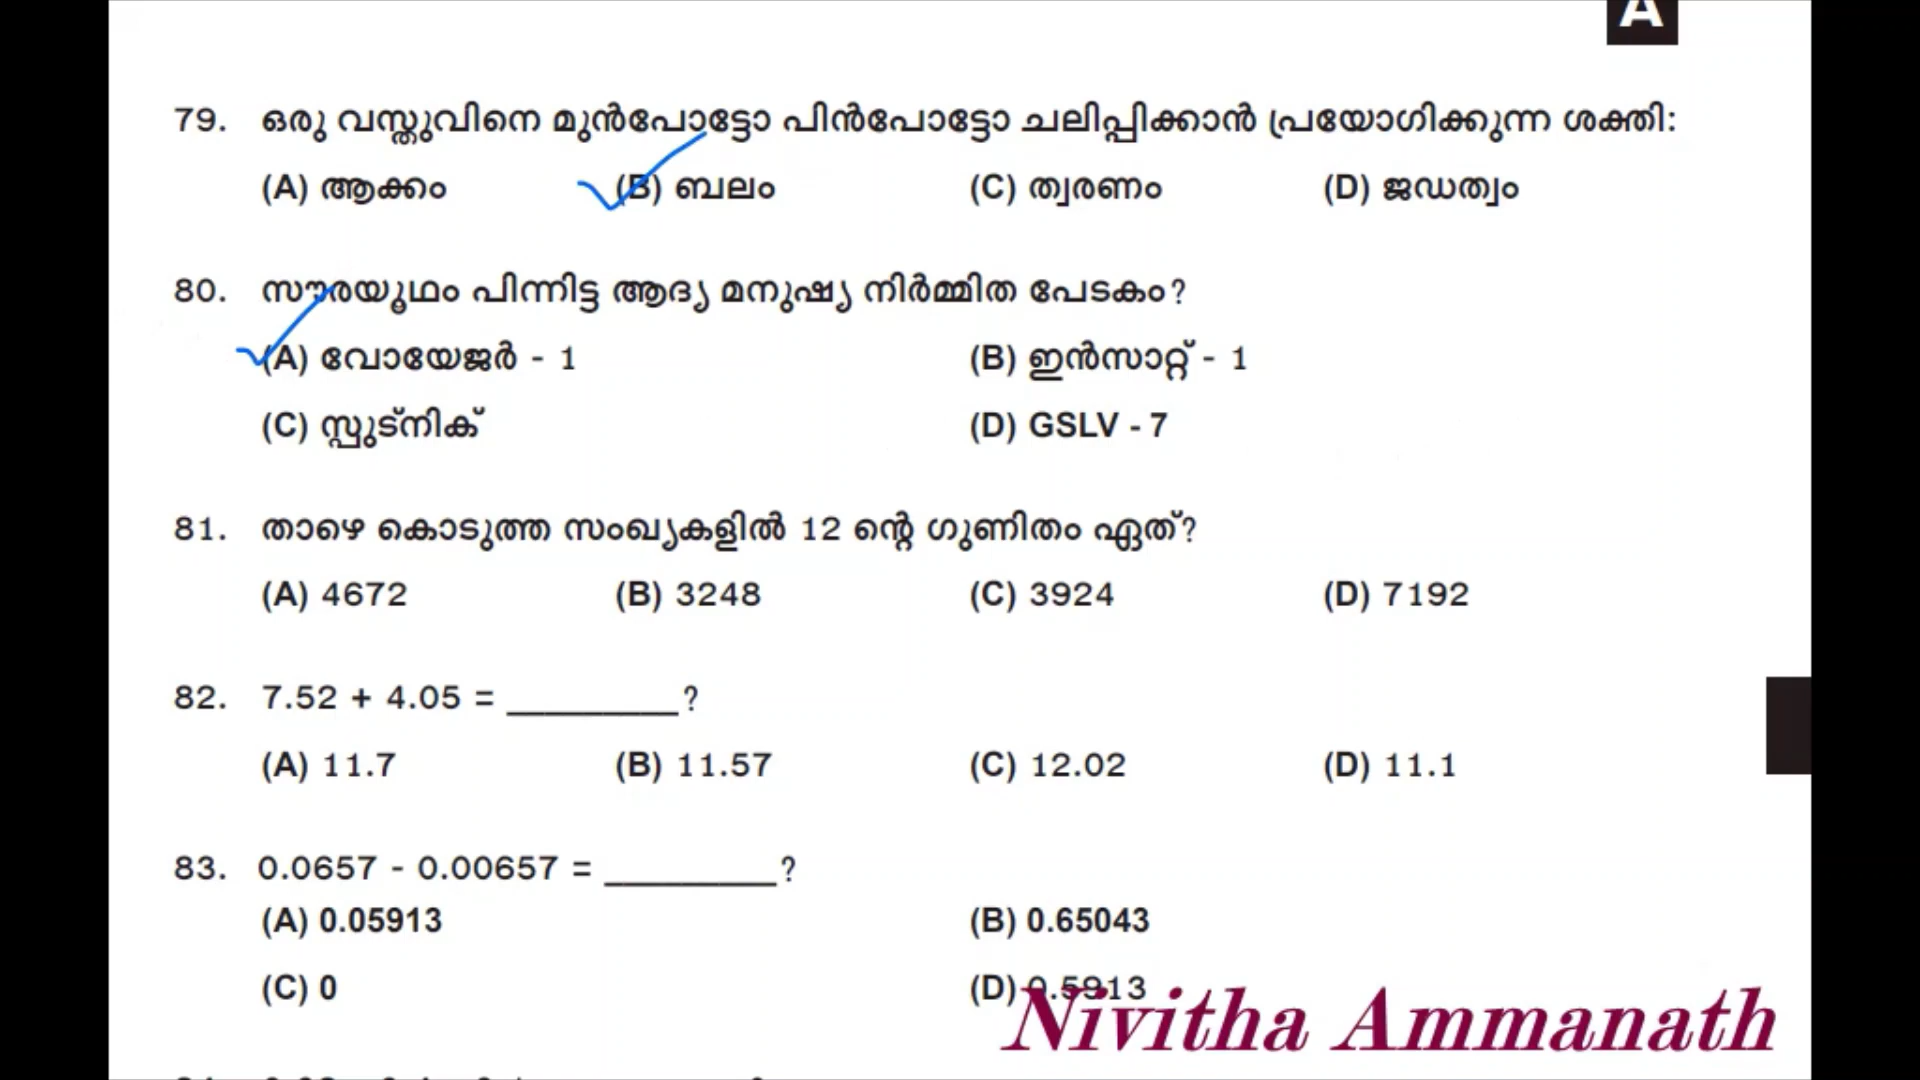 A
79. ഒരു വസ്തുവിനെ മുൻപോട്ടോ പിൻപോട്ടോ ചലിപ്പിക്കാൻ പ്രയോഗിക്കുന്ന ശക്തി:
(A) ആക്കം (B) ബലം (C) ത്വരണം (D) ജഡത്വം
80. സൗരയൂഥം പിന്നിട്ട ആദ്യ മനുഷ്യ നിർമ്മിത പേടകം?
(A) വോയേജർ - 1 (B) ഇൻസാറ്റ് - 1
(C) സ്പുട്നിക് (D) GSLV - 7
81. താഴെ കൊടുത്ത സംഖ്യകളിൽ 12 ന്റെ ഗുണിതം ഏത്?
(A) 4672 (B) 3248 (C) 3924 (D) 7192
82. 7.52 + 4.05 = _________?
(A) 11.7 (B) 11.57 (C) 12.02 (D) 11.1
83. 0.0657 - 0.00657 = _________?
(A) 0.05913 (B) 0.65043
(C) 0 (D) 0.5913
Nivitha Ammanath